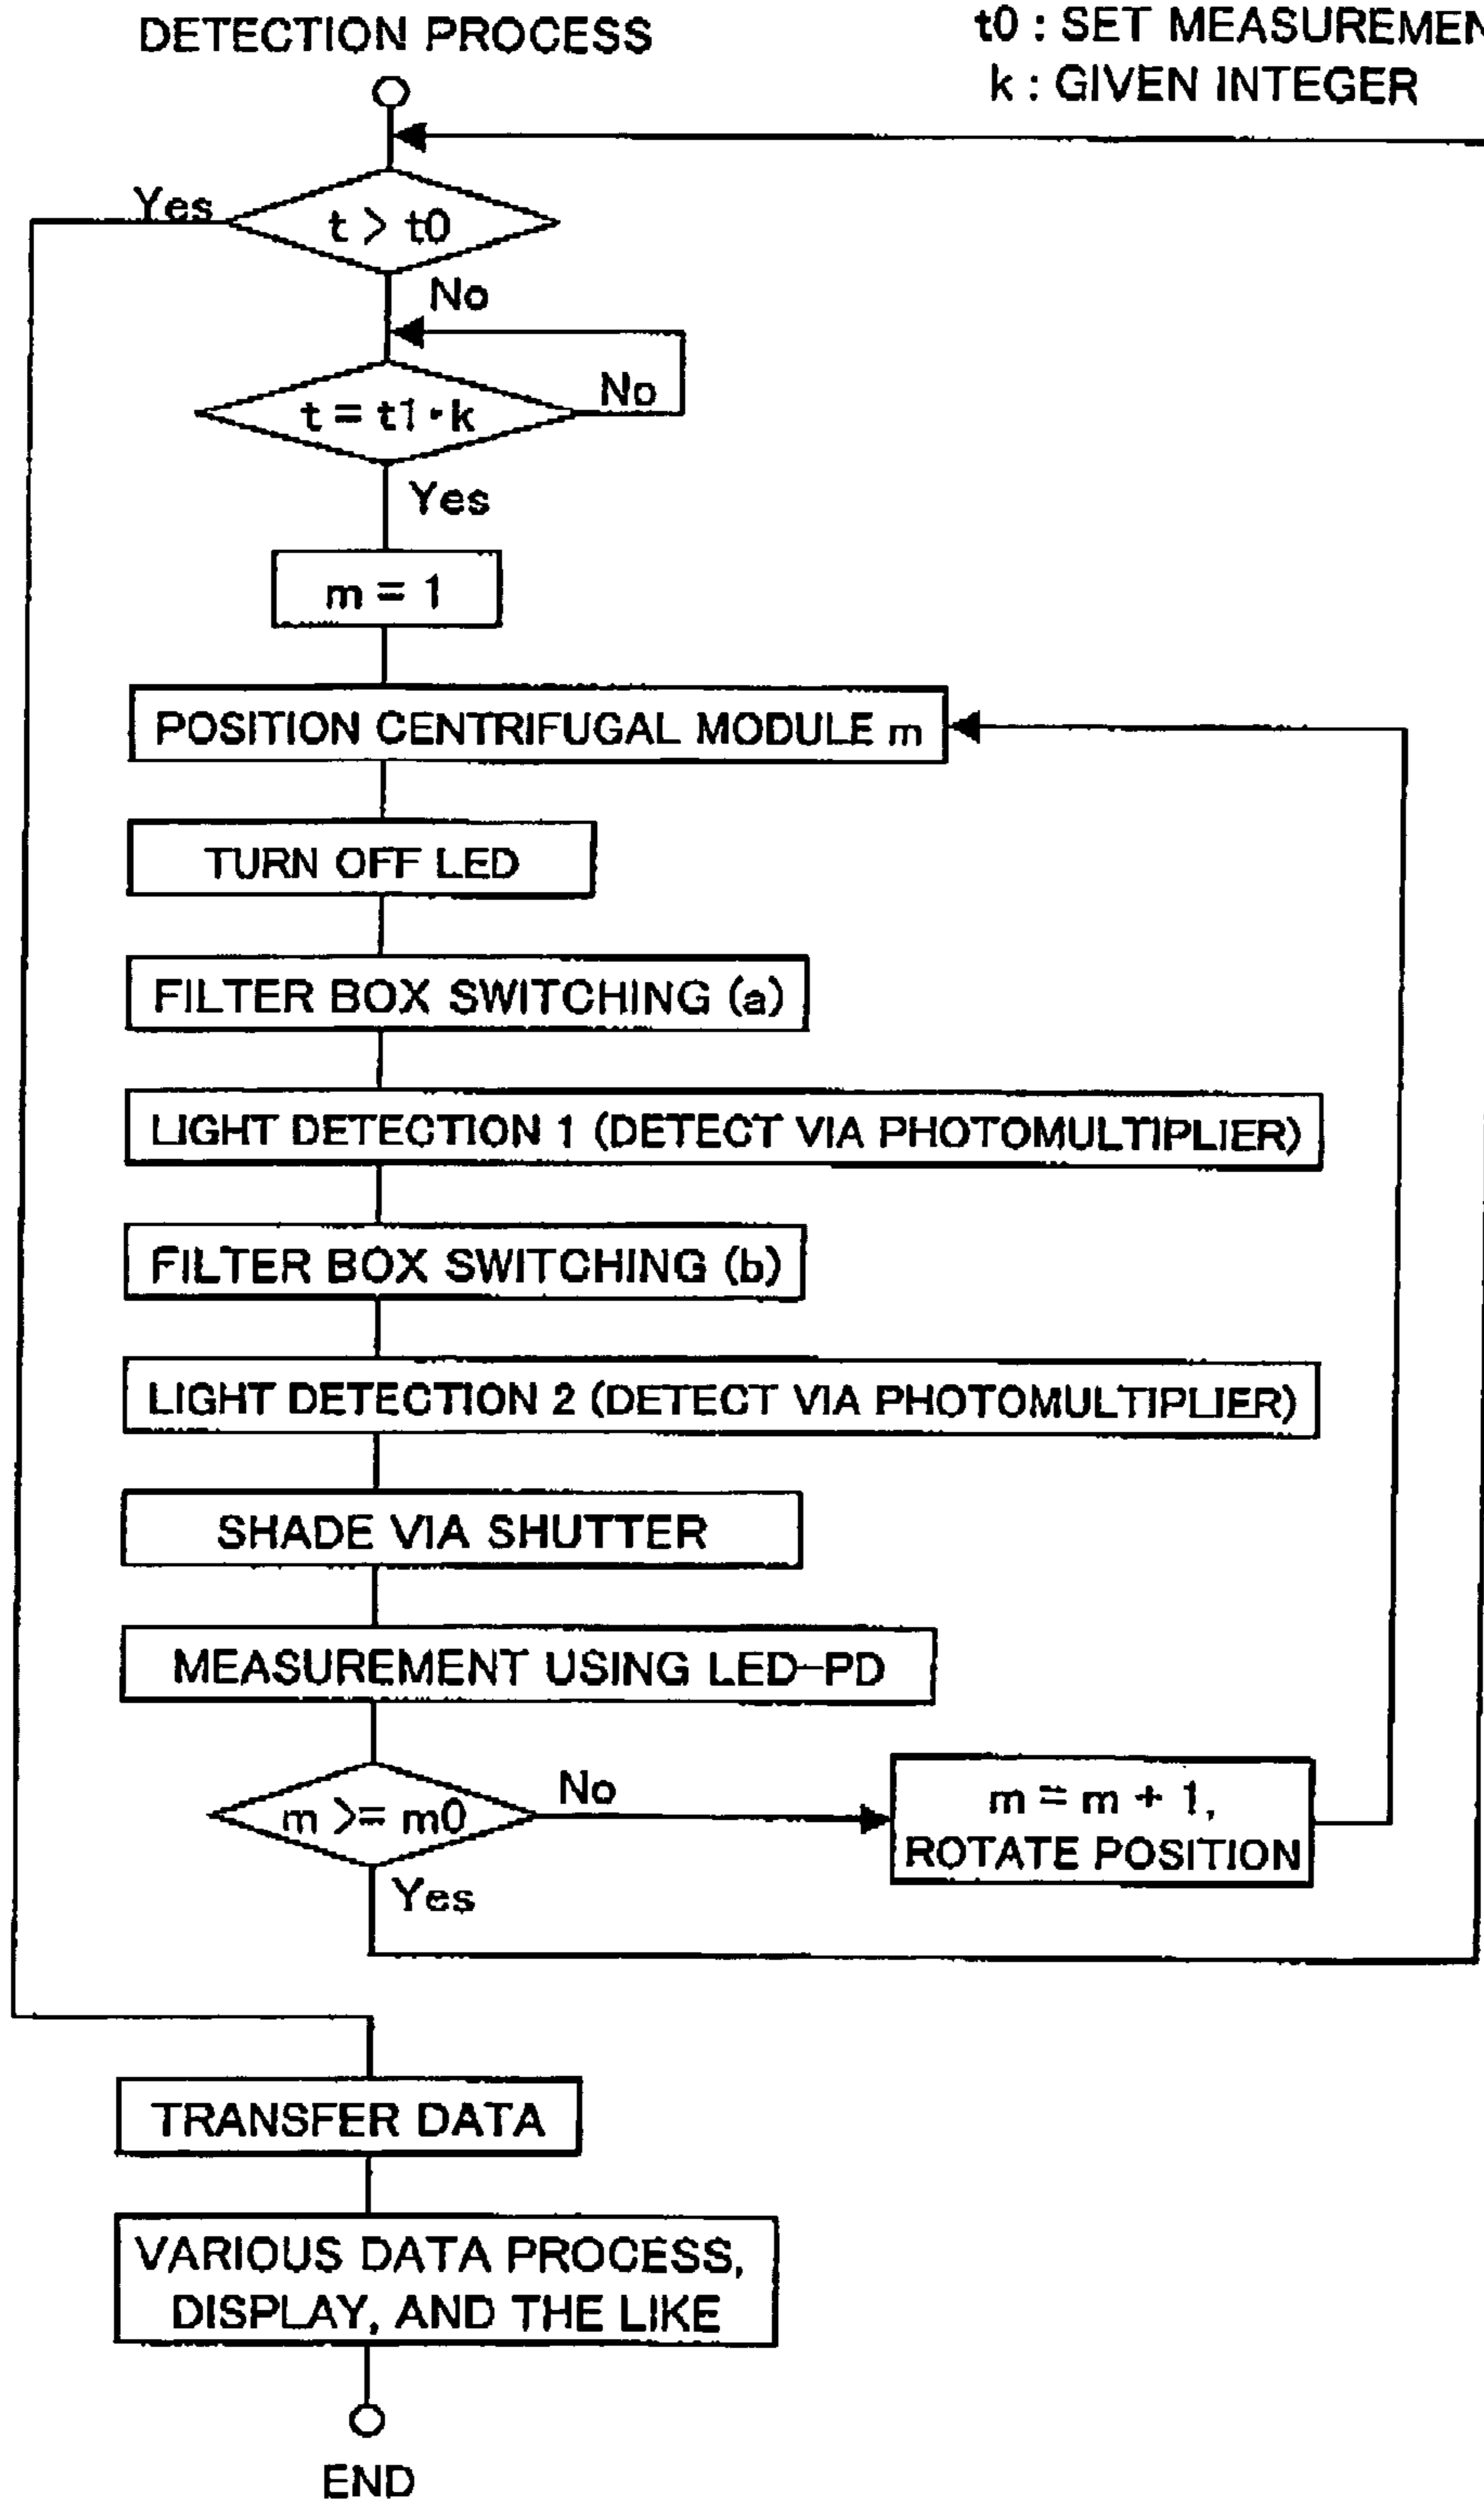 DETECTION PROCESS
t0 : SET MEASUREMEN
k : GIVEN INTEGER
Yes
t > t0
No
No
t = t1 · k
Yes
m = 1
POSITION CENTRIFUGAL MODULE m
TURN OFF LED
FILTER BOX SWITCHING (a)
LIGHT DETECTION 1 (DETECT VIA PHOTOMULTIPLIER)
FILTER BOX SWITCHING (b)
LIGHT DETECTION 2 (DETECT VIA PHOTOMULTIPLIER)
SHADE VIA SHUTTER
MEASUREMENT USING LED-PD
m >= m0
No
m = m + 1,
ROTATE POSITION
Yes
TRANSFER DATA
VARIOUS DATA PROCESS,
DISPLAY, AND THE LIKE
END